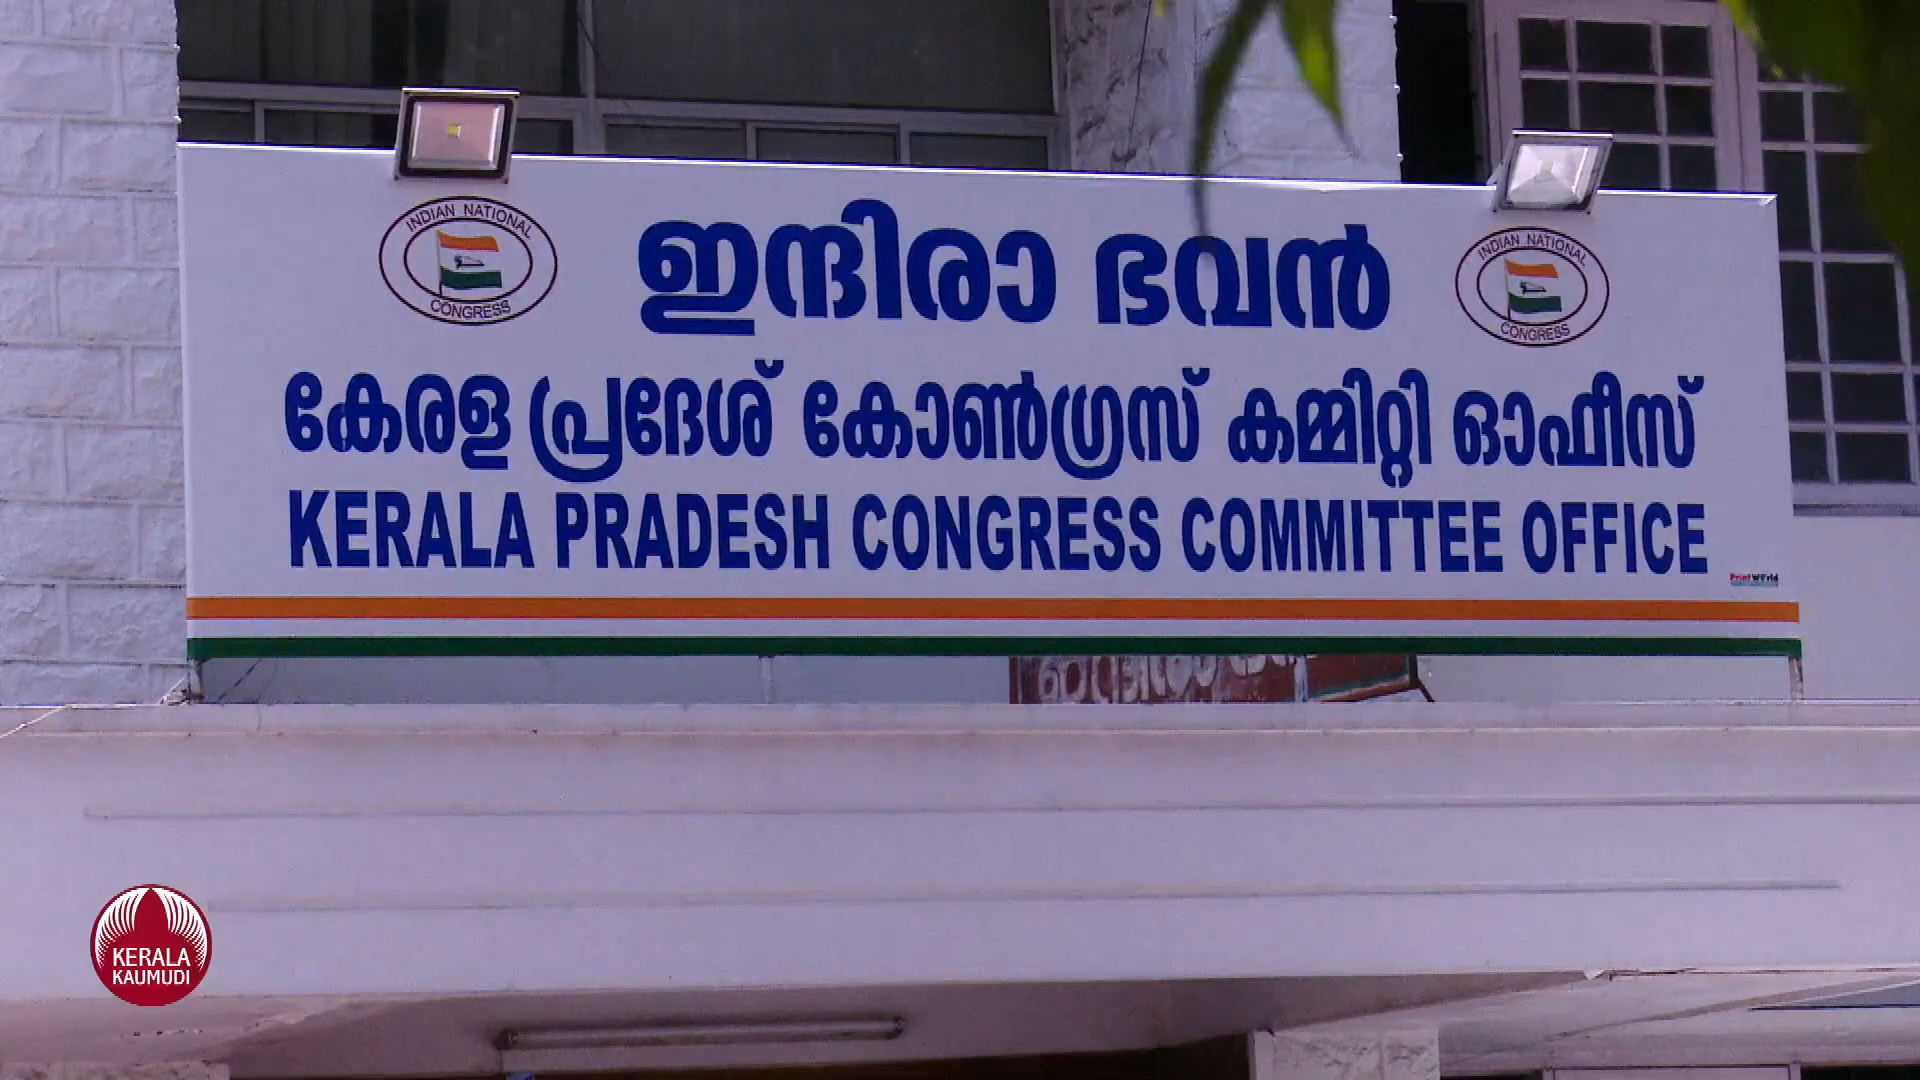 INDIAN NATIONAL CONGRESS
ഇന്ദിരാ ഭവൻ
INDIAN NATIONAL CONGRESS
കേരള പ്രദേശ് കോൺഗ്രസ് കമ്മിറ്റി ഓഫീസ്
KERALA PRADESH CONGRESS COMMITTEE OFFICE
KERALA
KAUMUDI